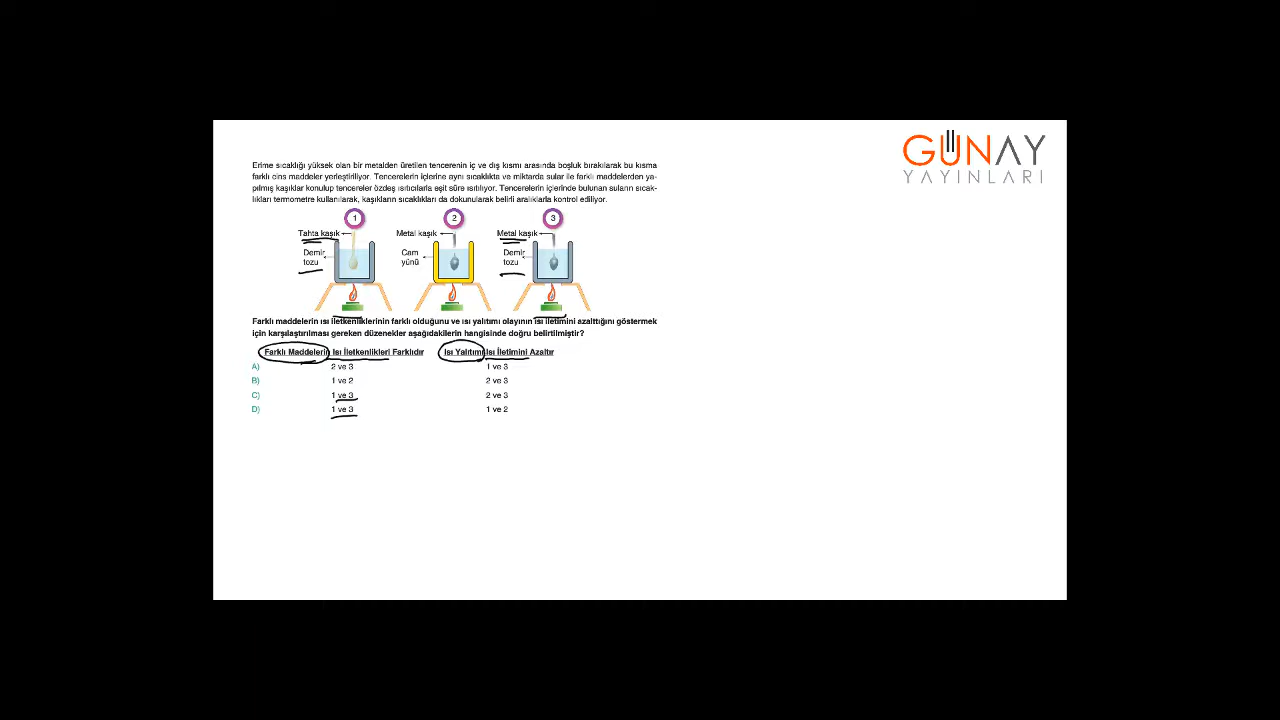 GÜNAY
YAYINLARI
Erime sıcaklığı yüksek olan bir metalden üretilen tencerenin iç ve dış kısmı arasında boşluk bırakılarak bu kısma
farklı cins maddeler yerleştiriliyor. Tencerelerin içlerine aynı sıcaklıkta ve miktarda sular ile farklı maddelerden ya-
pılmış kaşıklar konulup tencereler özdeş ısıtıcılarla eşit süre ısıtılıyor. Tencerelerin içlerinde bulunan suların sıcak-
lıkları termometre kullanılarak, kaşıkların sıcaklıkları da dokunularak belirli aralıklarla kontrol ediliyor.
1 2 3
Tahta kaşık Metal kaşık Metal kaşık
Demir Cam Demir
tozu yünü tozu
Farklı maddelerin ısı iletkenliklerinin farklı olduğunu ve ısı yalıtımı olayının ısı iletimini azalttığını göstermek
için karşılaştırılması gereken düzenekler aşağıdakilerin hangisinde doğru belirtilmiştir?
Farklı Maddelerin Isı İletkenlikleri Farklıdır Isı Yalıtımı Isı İletimini Azaltır
A) 2 ve 3 1 ve 3
B) 1 ve 2 2 ve 3
C) 1 ve 3 2 ve 3
D) 1 ve 3 1 ve 2